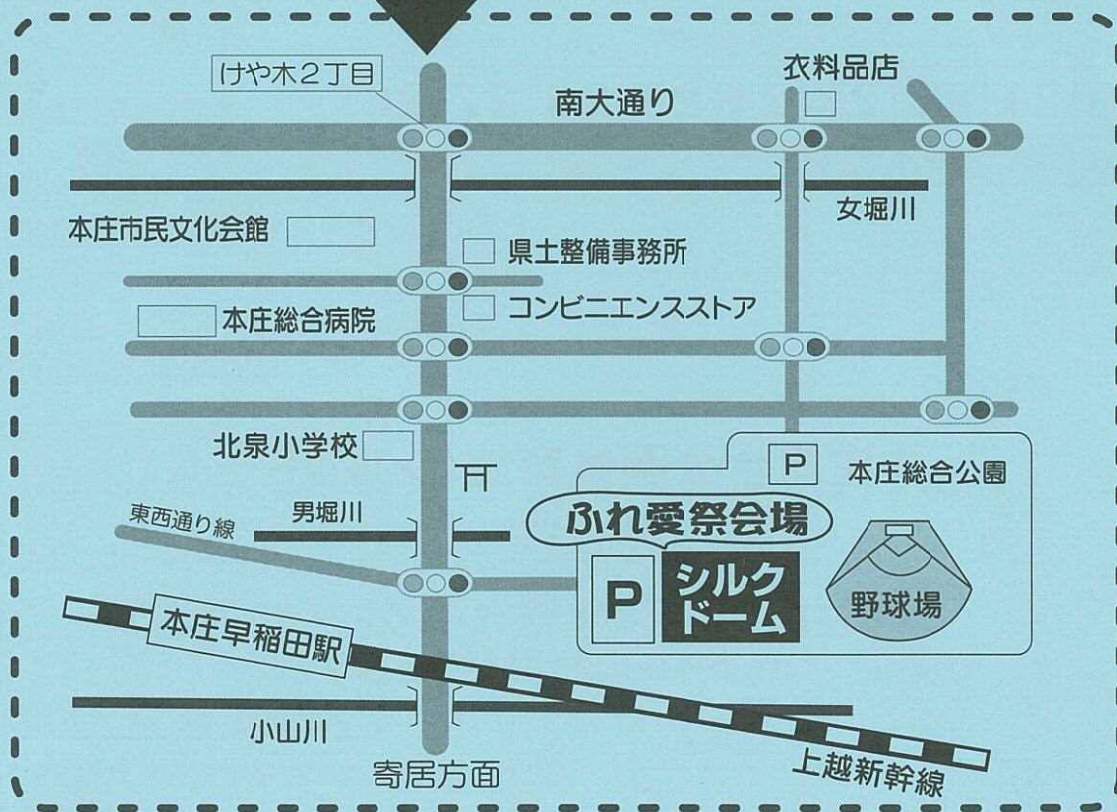 けや木２丁目
衣料品店
南大通り
女堀川
本庄市民文化会館
県土整備事務所
コンビニエンスストア
本庄総合病院
北泉小学校
P
本庄総合公園
ふれ愛祭会場
東西通り線
男堀川
P
シルク
ドーム
野球場
本庄早稲田駅
小山川
上越新幹線
寄居方面